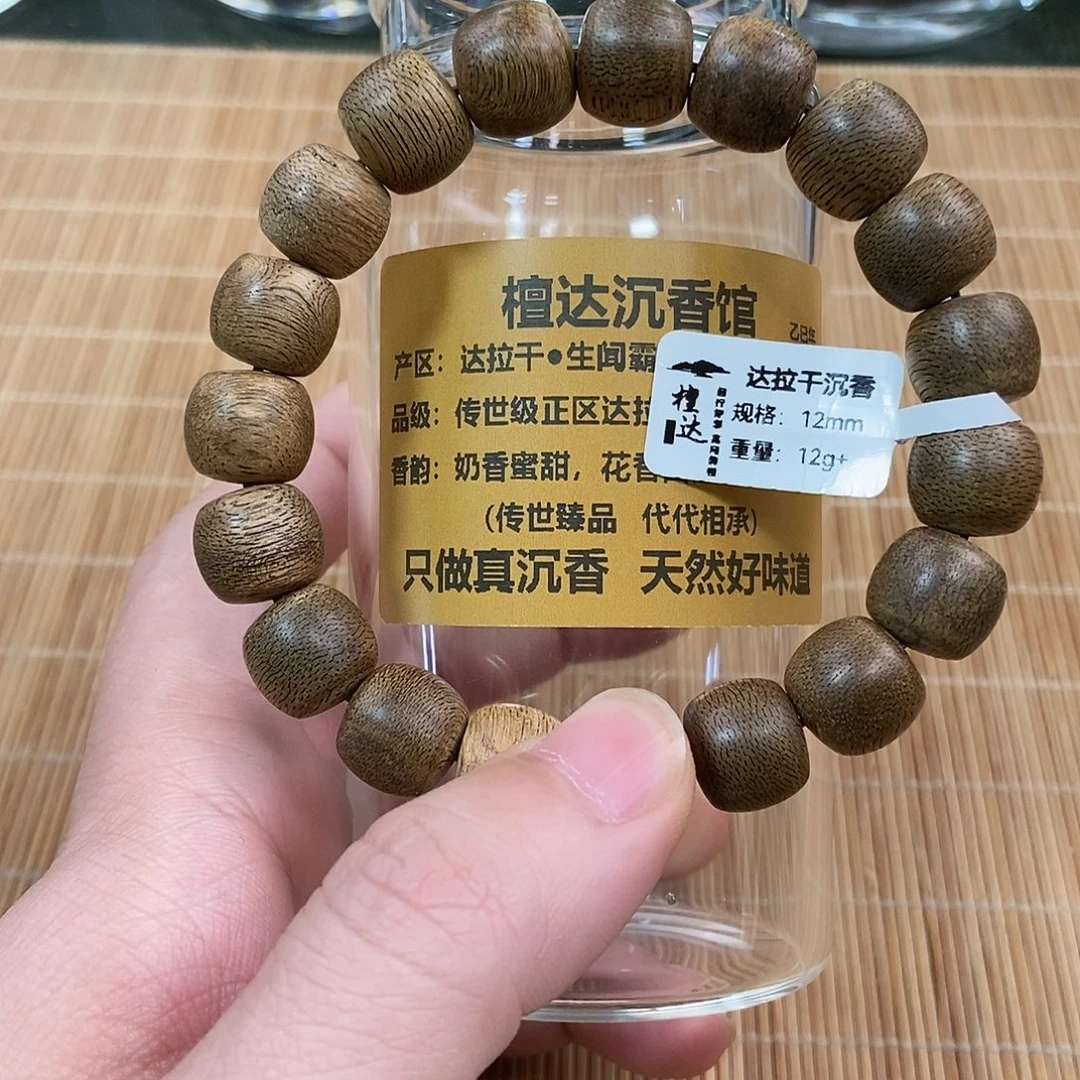 檀达沉香馆
乙巳年
产区：达拉干●生闻霸
品级：传世级正区达拉
香韵：奶香蜜甜，花香
(传世臻品 代代相承)
只做真沉香 天然好味道
檀达
达拉干沉香
规格：12mm
重量：12g+